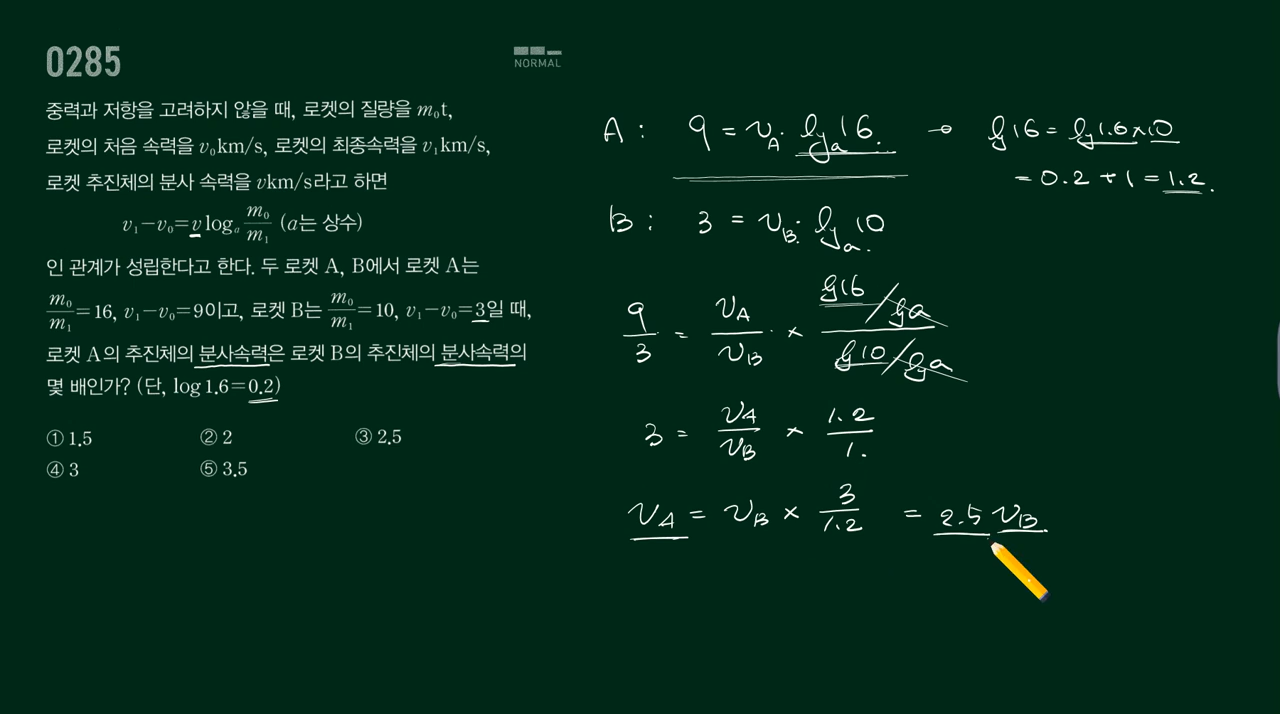 0285
NORMAL
중력과 저항을 고려하지 않을 때, 로켓의 질량을 m₀t,
로켓의 처음 속력을 v₀km/s, 로켓의 최종속력을 v₁km/s,
로켓 추진체의 분사 속력을 vkm/s라고 하면
v₁−v₀=v logₐ m₀/m₁ (a는 상수)
인 관계가 성립한다고 한다. 두 로켓 A, B에서 로켓 A는
m₀/m₁=16, v₁−v₀=9이고, 로켓 B는 m₀/m₁=10, v₁−v₀=3일 때,
로켓 A의 추진체의 분사속력은 로켓 B의 추진체의 분사속력의
몇 배인가? (단, log 1.6=0.2)
① 1.5 ② 2 ③ 2.5
④ 3 ⑤ 3.5
A : 9 = v_A · logₐ16 → log16 = log1.6×10
= 0.2 + 1 = 1.2.
B : 3 = v_B · logₐ10
9/3 = v_A/v_B × (log16/loga)/(log10/loga)
3 = v_A/v_B × 1.2/1.
v_A = v_B × 3/1.2 = 2.5 v_B